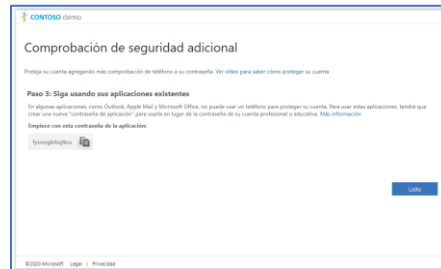 CONTOSO demo
Comprobación de seguridad adicional
Proteja su cuenta agregando más comprobación de teléfono a su contraseña. Ver vídeo para saber cómo proteger su cuenta
Paso 3: Siga usando sus aplicaciones existentes
En algunas aplicaciones, como Outlook, Apple Mail y Microsoft Office, no puede usar un teléfono para proteger su cuenta. Para usar estas aplicaciones, tendrá que
crear una nueva "contraseña de aplicación" para usarla en lugar de la contraseña de su cuenta profesional o educativa. Más información
Empiece con esta contraseña de la aplicación:
Listo
©2020 Microsoft Legal | Privacidad